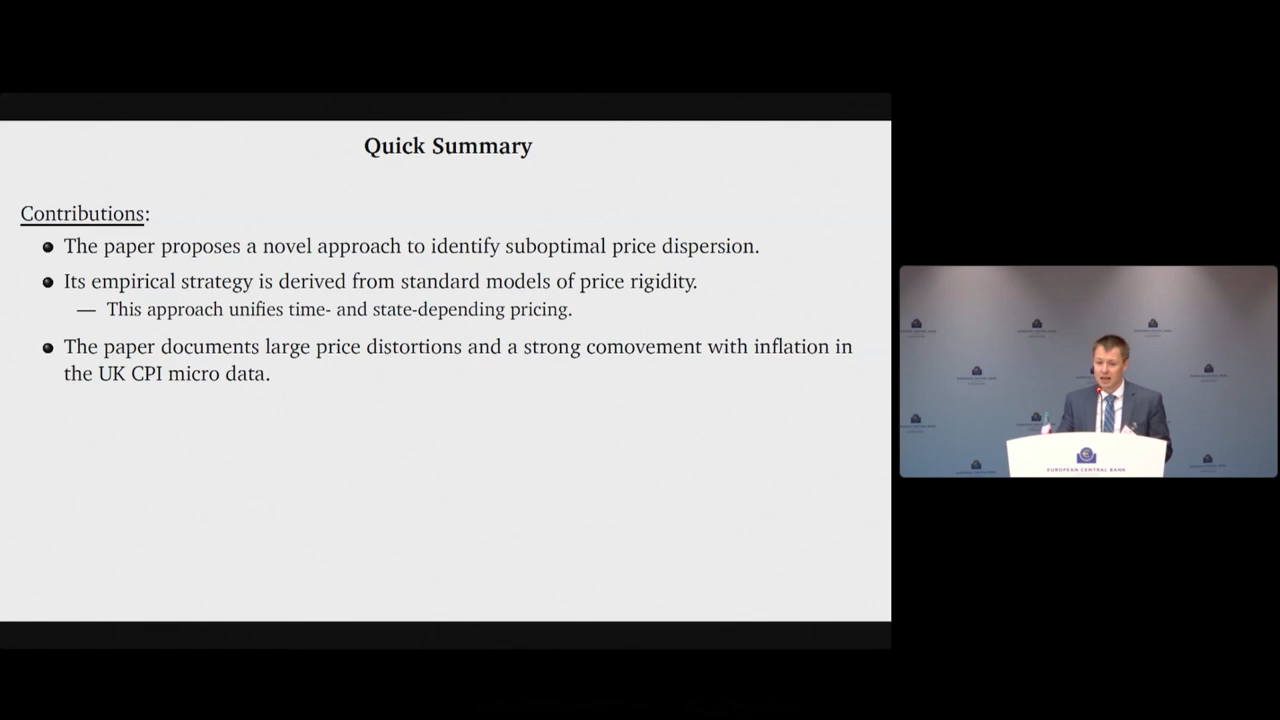 Quick Summary
Contributions:
The paper proposes a novel approach to identify suboptimal price dispersion.
Its empirical strategy is derived from standard models of price rigidity.
— This approach unifies time- and state-depending pricing.
The paper documents large price distortions and a strong comovement with inflation in
the UK CPI micro data.
EUROPEAN CENTRAL BANK